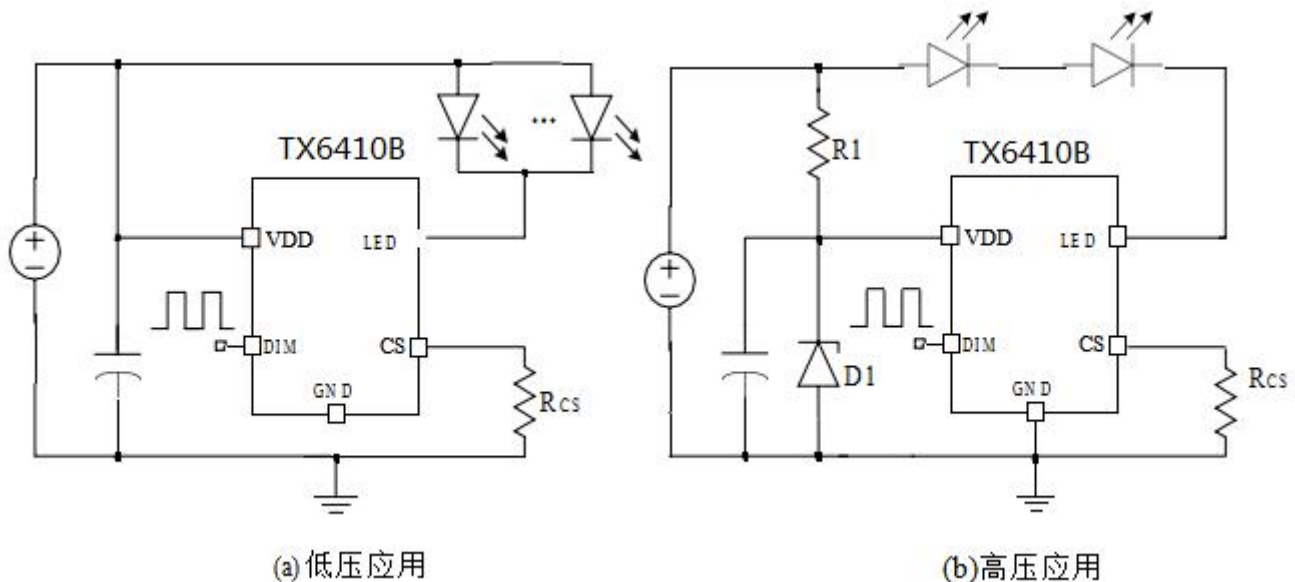 TX6410B
VDD
LED
DIM
CS
GND
RCS
+
−
...
(a)低压应用
R1
TX6410B
VDD
LED
DIM
CS
GND
D1
RCS
+
−
(b)高压应用